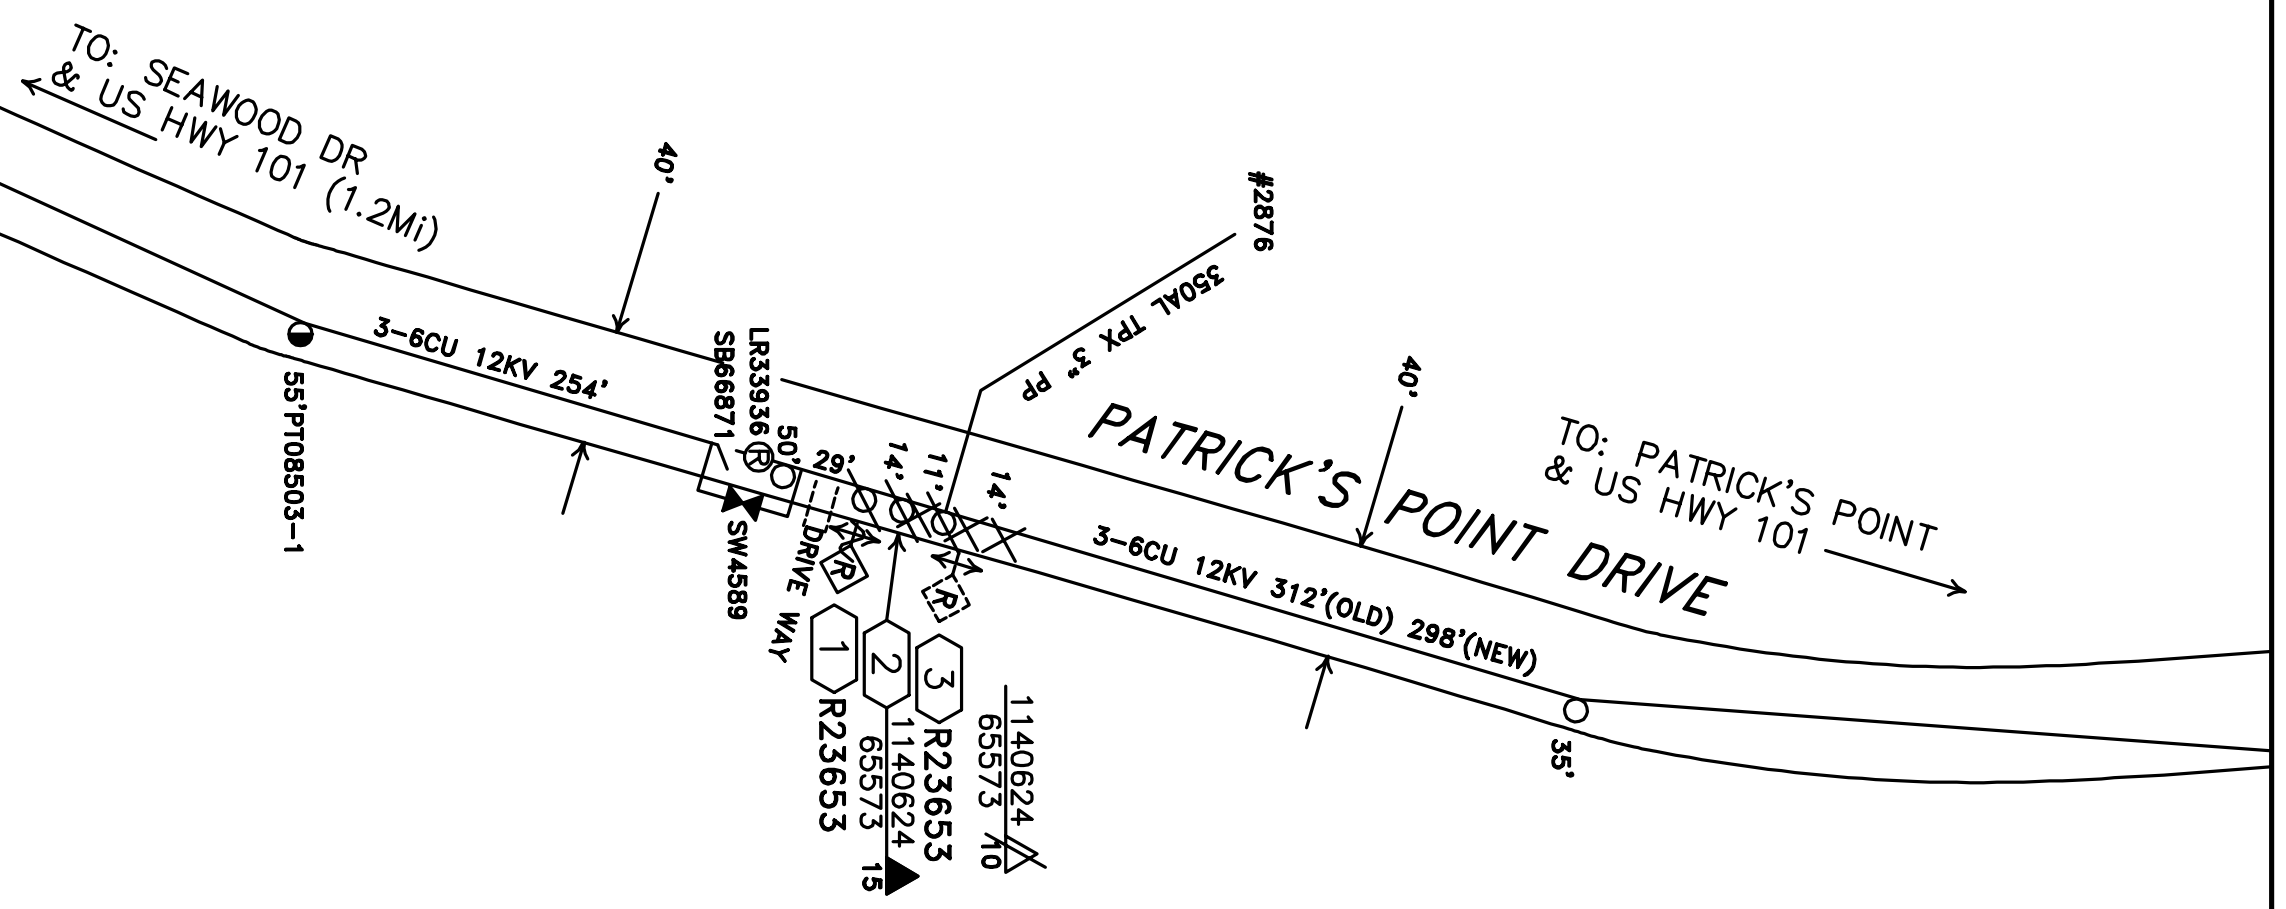 TO: SEAWOOD DR
& US HWY 101 (1.2Mi)
40'
#2876
350AL TPX 3" PP
40'
TO: PATRICK'S POINT
& US HWY 101
PATRICK'S POINT DRIVE
3-6CU 12KV 254'
55'PT08503-1
SB66871
LR33936
R
50'
29'
14'
11'
14'
3-6CU 12KV 312'(OLD) 298'(NEW)
35'
SW4589
DRIVE WAY
R
R
1
R23653
2
1140624
65573
15
3
R23653
1140624
65573
10